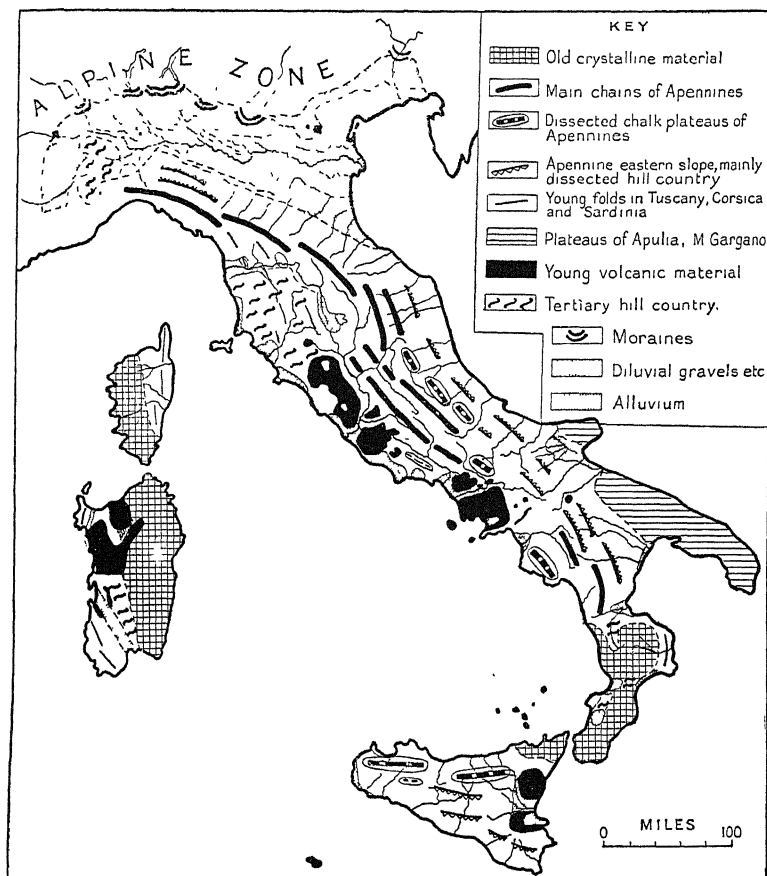 ALPINE ZONE
KEY
Old crystalline material
Main chains of Apennines
Dissected chalk plateaus of
Apennines
Apennine eastern slope, mainly
dissected hill country
Young folds in Tuscany, Corsica
and Sardinia
Plateaus of Apulia, M Gargano
Young volcanic material
Tertiary hill country.
Moraines
Diluvial gravels etc
Alluvium
MILES
0 100